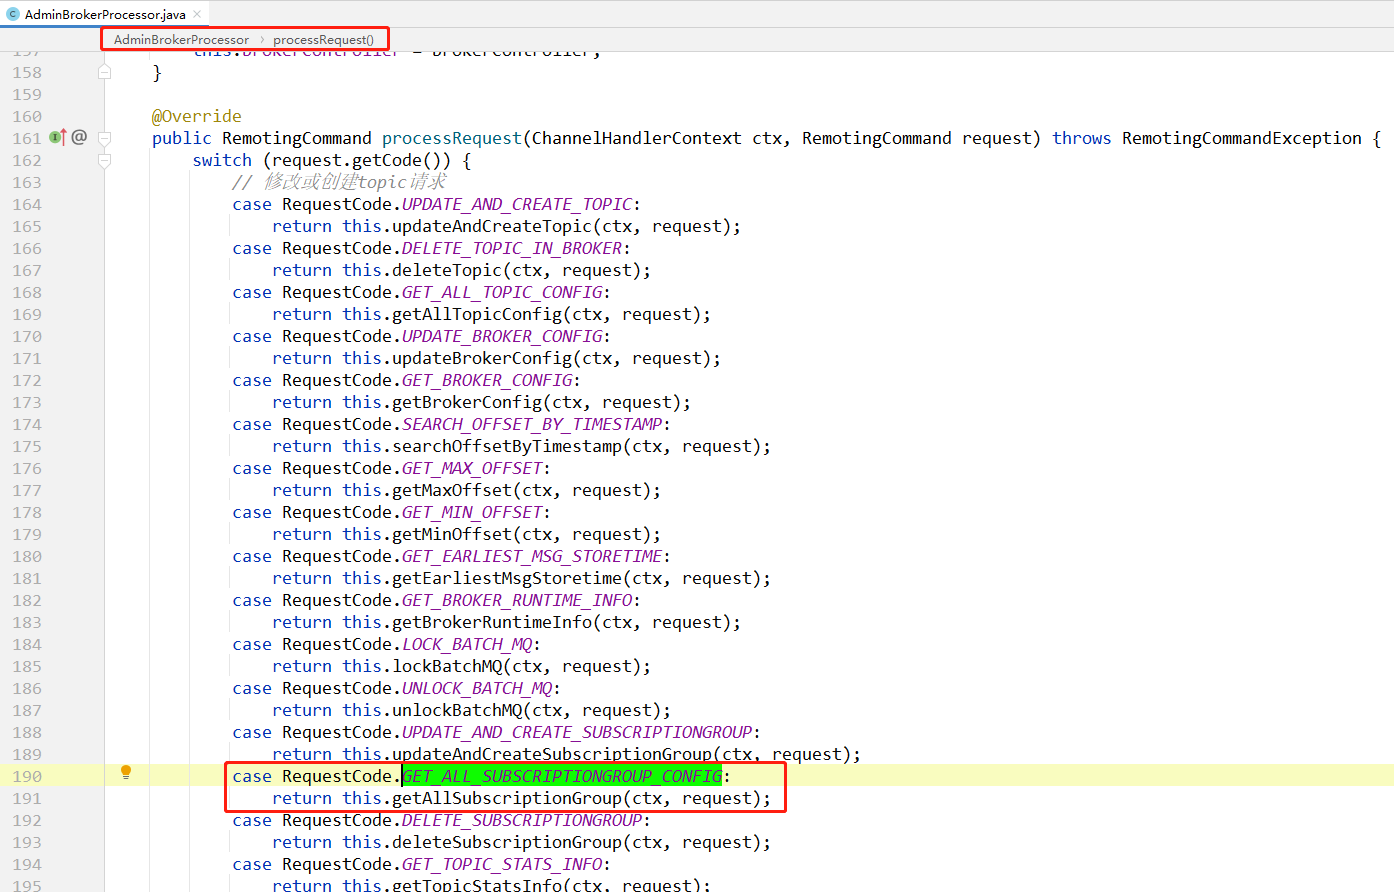 AdminBrokerProcessor.java
AdminBrokerProcessor > processRequest()
157 this.brokerController = brokerController;
158 }
159
160 @Override
161 public RemotingCommand processRequest(ChannelHandlerContext ctx, RemotingCommand request) throws RemotingCommandException {
162 switch (request.getCode()) {
163 // 修改或创建topic请求
164 case RequestCode.UPDATE_AND_CREATE_TOPIC:
165 return this.updateAndCreateTopic(ctx, request);
166 case RequestCode.DELETE_TOPIC_IN_BROKER:
167 return this.deleteTopic(ctx, request);
168 case RequestCode.GET_ALL_TOPIC_CONFIG:
169 return this.getAllTopicConfig(ctx, request);
170 case RequestCode.UPDATE_BROKER_CONFIG:
171 return this.updateBrokerConfig(ctx, request);
172 case RequestCode.GET_BROKER_CONFIG:
173 return this.getBrokerConfig(ctx, request);
174 case RequestCode.SEARCH_OFFSET_BY_TIMESTAMP:
175 return this.searchOffsetByTimestamp(ctx, request);
176 case RequestCode.GET_MAX_OFFSET:
177 return this.getMaxOffset(ctx, request);
178 case RequestCode.GET_MIN_OFFSET:
179 return this.getMinOffset(ctx, request);
180 case RequestCode.GET_EARLIEST_MSG_STORETIME:
181 return this.getEarliestMsgStoretime(ctx, request);
182 case RequestCode.GET_BROKER_RUNTIME_INFO:
183 return this.getBrokerRuntimeInfo(ctx, request);
184 case RequestCode.LOCK_BATCH_MQ:
185 return this.lockBatchMQ(ctx, request);
186 case RequestCode.UNLOCK_BATCH_MQ:
187 return this.unlockBatchMQ(ctx, request);
188 case RequestCode.UPDATE_AND_CREATE_SUBSCRIPTIONGROUP:
189 return this.updateAndCreateSubscriptionGroup(ctx, request);
190 case RequestCode.GET_ALL_SUBSCRIPTIONGROUP_CONFIG:
191 return this.getAllSubscriptionGroup(ctx, request);
192 case RequestCode.DELETE_SUBSCRIPTIONGROUP:
193 return this.deleteSubscriptionGroup(ctx, request);
194 case RequestCode.GET_TOPIC_STATS_INFO:
195 return this.getTopicStatsInfo(ctx, request);